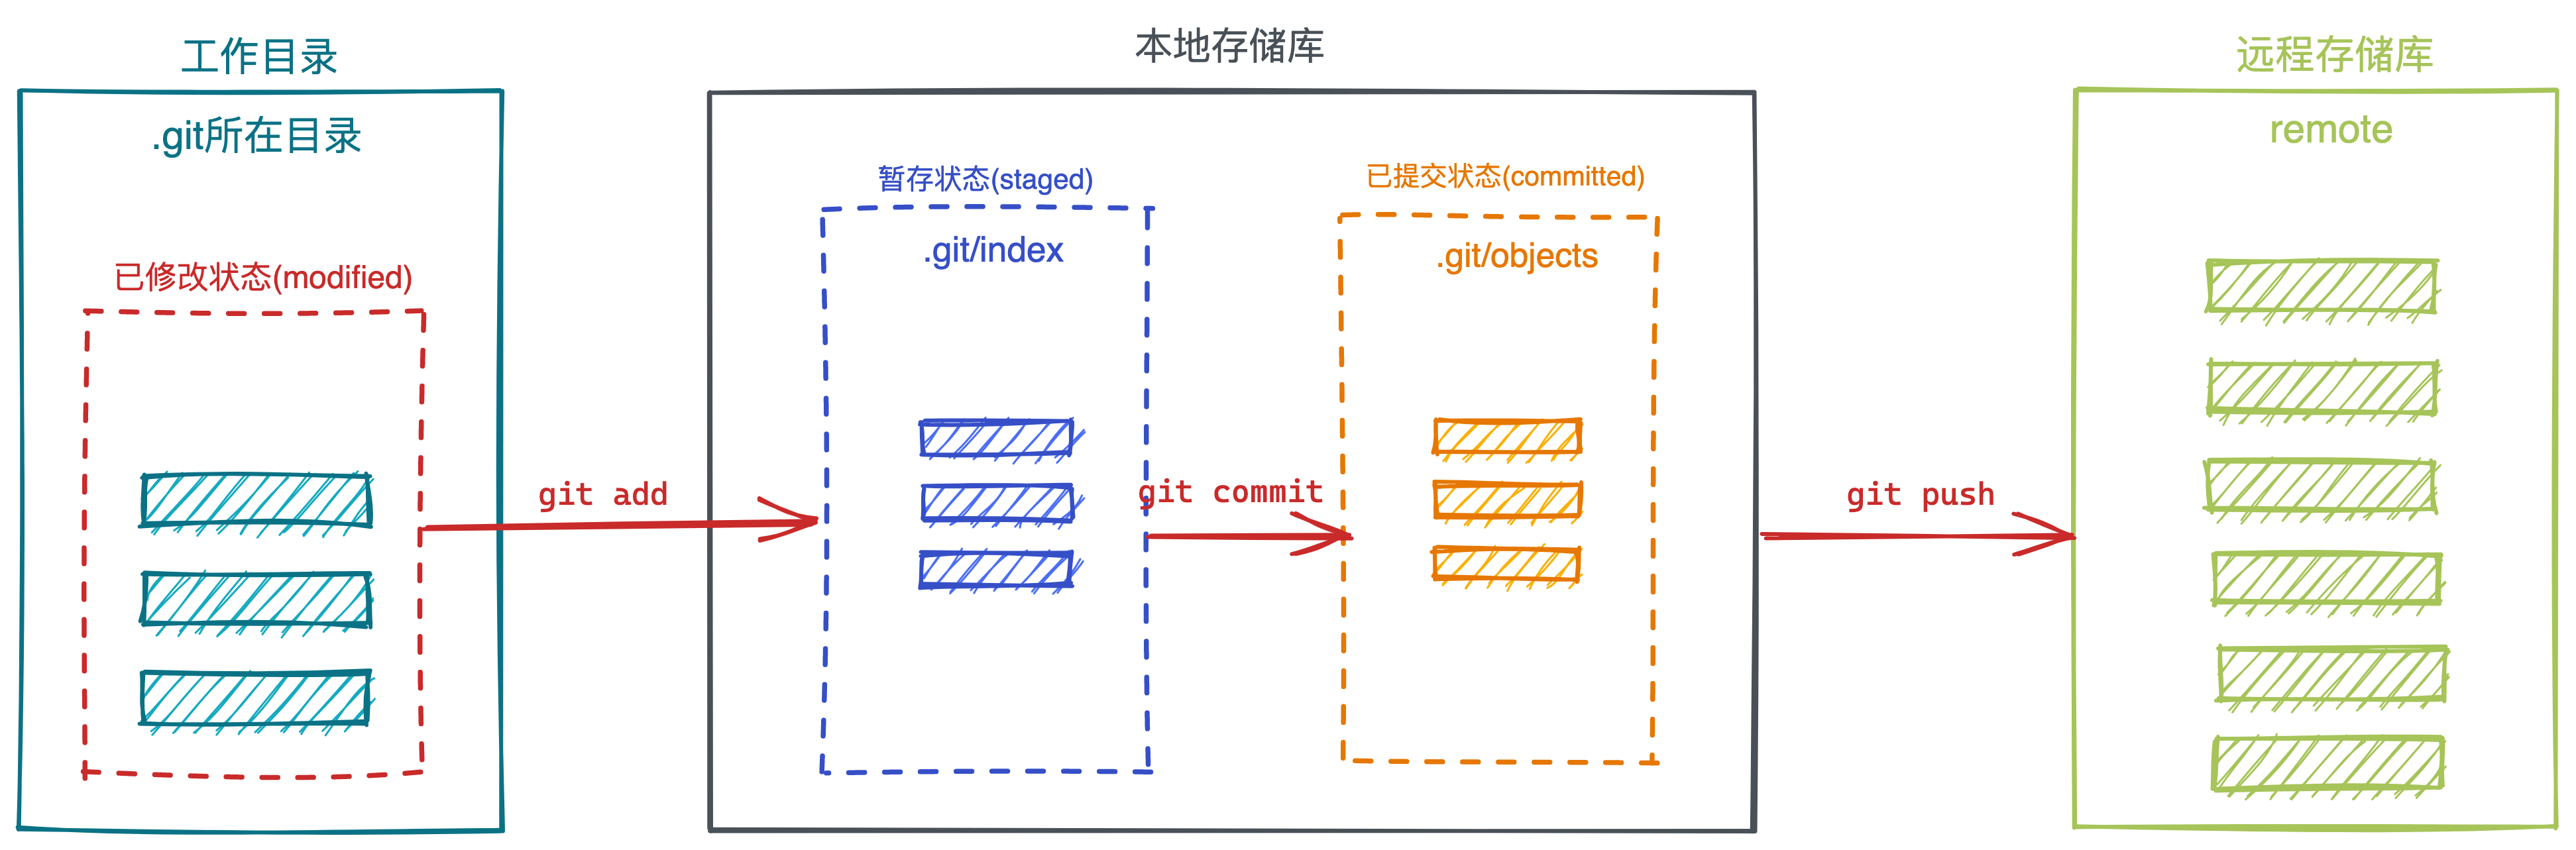 工作目录
.git所在目录
已修改状态(modified)
git add
本地存储库
暂存状态(staged)
.git/index
git commit
已提交状态(committed)
.git/objects
git push
远程存储库
remote